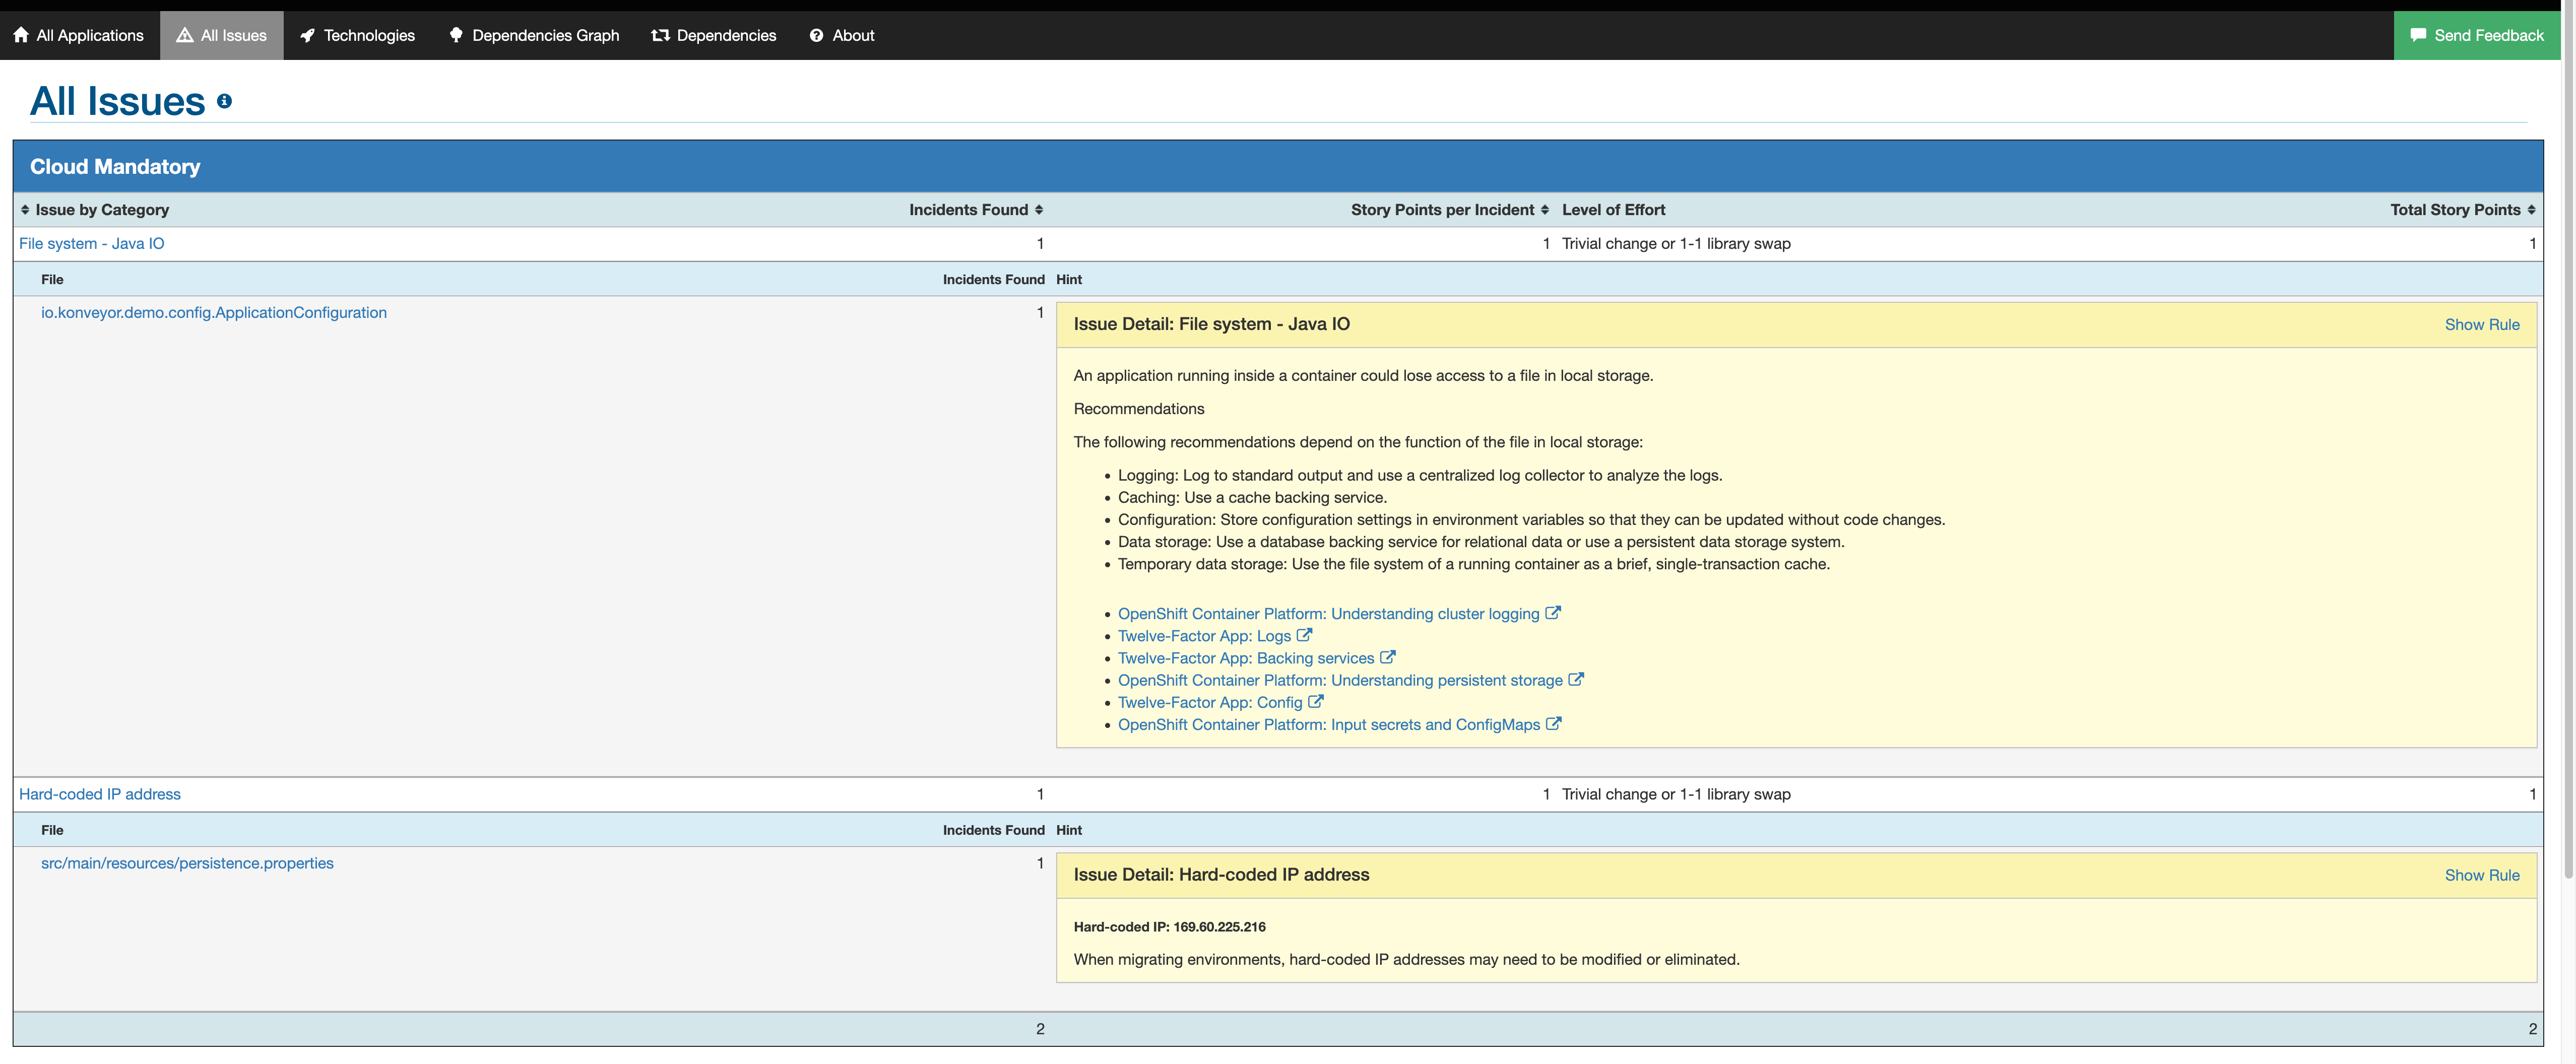 All Applications All Issues Technologies Dependencies Graph Dependencies About Send Feedback
All Issues
Cloud Mandatory
Issue by Category Incidents Found Story Points per Incident Level of Effort Total Story Points
File system - Java IO 1 1 Trivial change or 1-1 library swap 1
File Incidents Found Hint
io.konveyor.demo.config.ApplicationConfiguration 1
Issue Detail: File system - Java IO Show Rule
An application running inside a container could lose access to a file in local storage.
Recommendations
The following recommendations depend on the function of the file in local storage:
• Logging: Log to standard output and use a centralized log collector to analyze the logs.
• Caching: Use a cache backing service.
• Configuration: Store configuration settings in environment variables so that they can be updated without code changes.
• Data storage: Use a database backing service for relational data or use a persistent data storage system.
• Temporary data storage: Use the file system of a running container as a brief, single-transaction cache.
• OpenShift Container Platform: Understanding cluster logging
• Twelve-Factor App: Logs
• Twelve-Factor App: Backing services
• OpenShift Container Platform: Understanding persistent storage
• Twelve-Factor App: Config
• OpenShift Container Platform: Input secrets and ConfigMaps
Hard-coded IP address 1 1 Trivial change or 1-1 library swap 1
File Incidents Found Hint
src/main/resources/persistence.properties 1
Issue Detail: Hard-coded IP address Show Rule
Hard-coded IP: 169.60.225.216
When migrating environments, hard-coded IP addresses may need to be modified or eliminated.
2 2